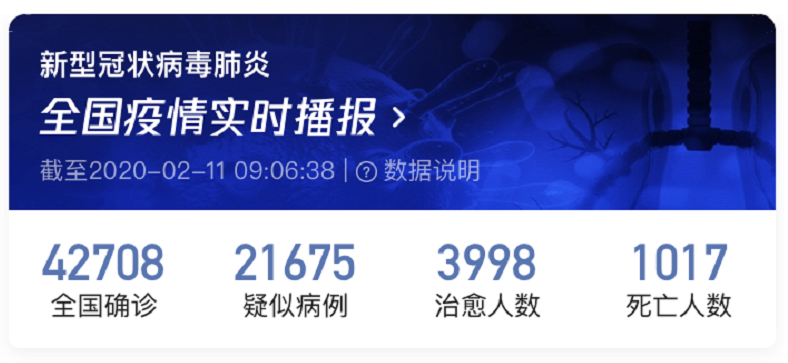 新型冠状病毒肺炎
全国疫情实时播报 >
截至2020-02-11 09:06:38 | ? 数据说明
42708 21675 3998 1017
全国确诊 疑似病例 治愈人数 死亡人数